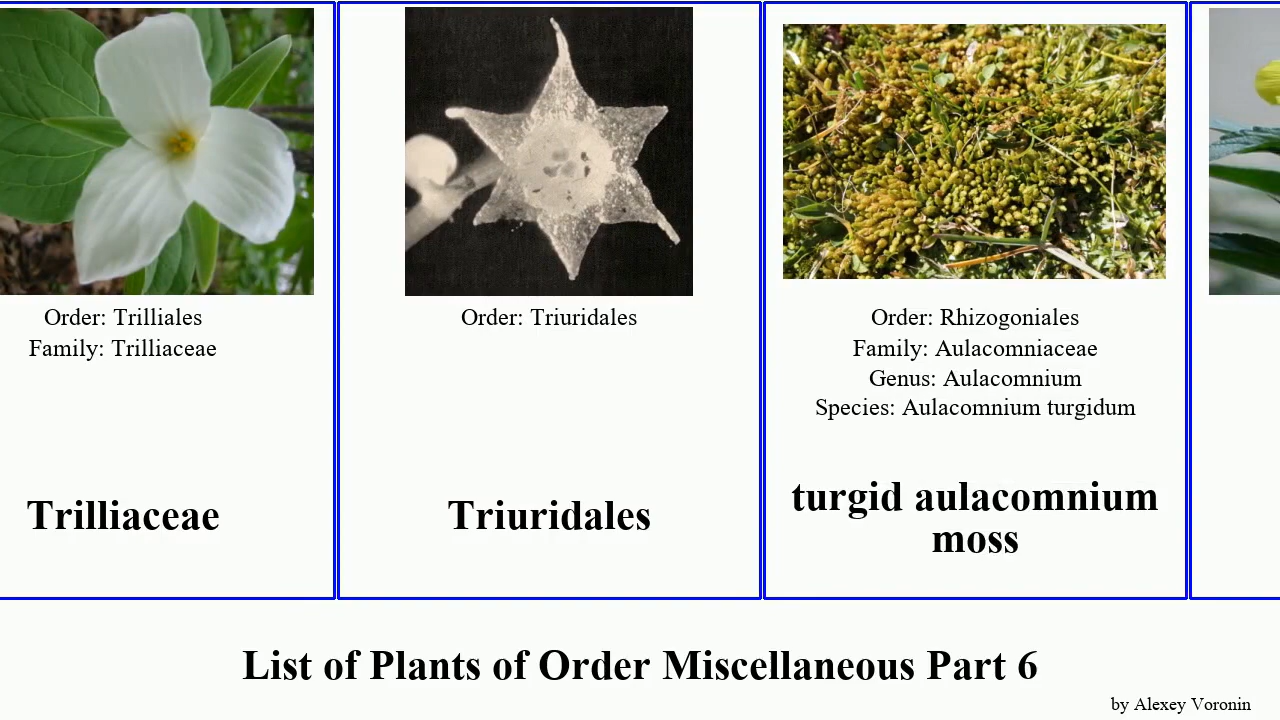 Order: Trilliales
Family: Trilliaceae
Trilliaceae
Order: Triuridales
Triuridales
Order: Rhizogoniales
Family: Aulacomniaceae
Genus: Aulacomnium
Species: Aulacomnium turgidum
turgid aulacomnium
moss
List of Plants of Order Miscellaneous Part 6
by Alexey Voronin